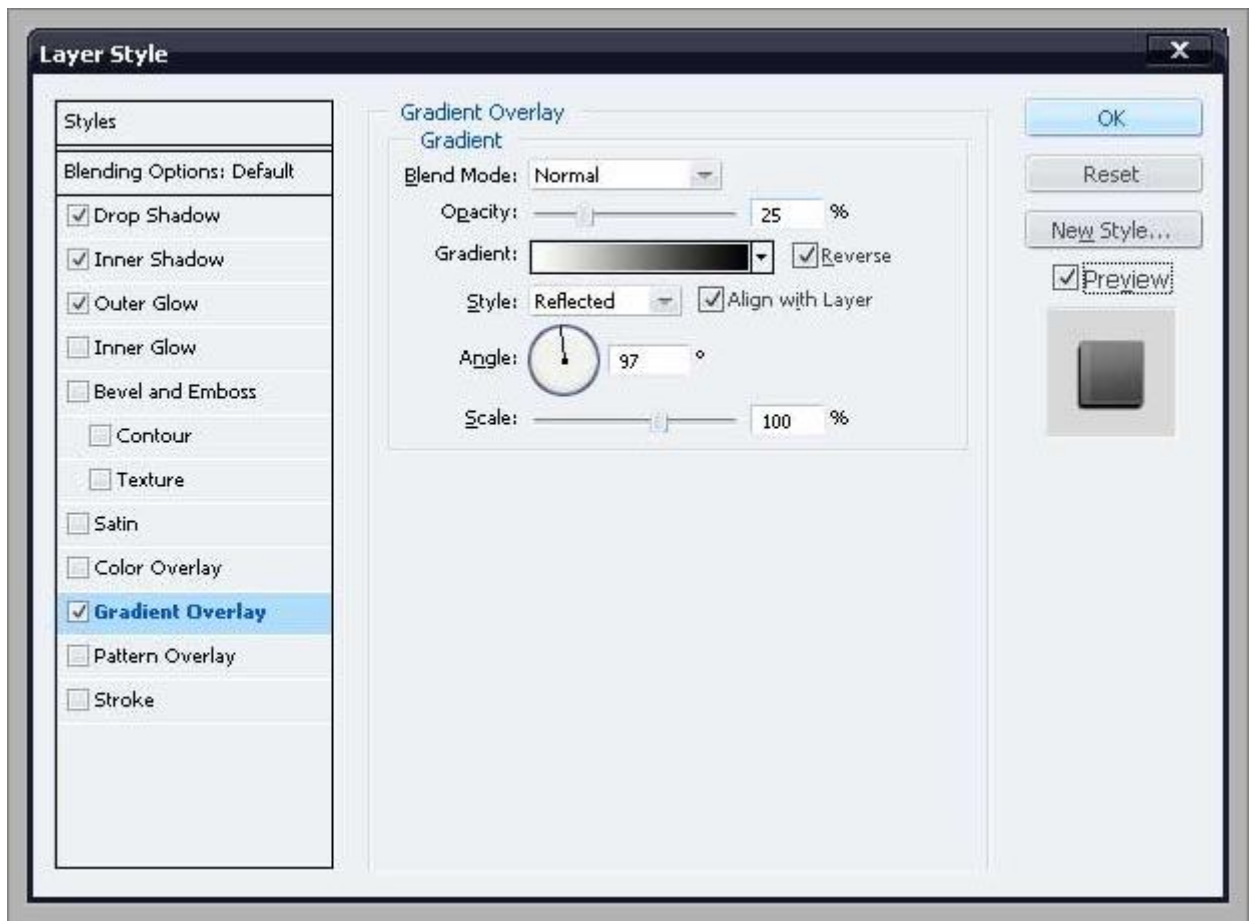 Layer Style
X
Styles
Blending Options: Default
Drop Shadow
Inner Shadow
Outer Glow
Inner Glow
Bevel and Emboss
Contour
Texture
Satin
Color Overlay
Gradient Overlay
Pattern Overlay
Stroke
Gradient Overlay
Gradient
Blend Mode: Normal
Opacity: 25 %
Gradient: Reverse
Style: Reflected Align with Layer
Angle: 97 °
Scale: 100 %
OK
Reset
New Style...
Preview